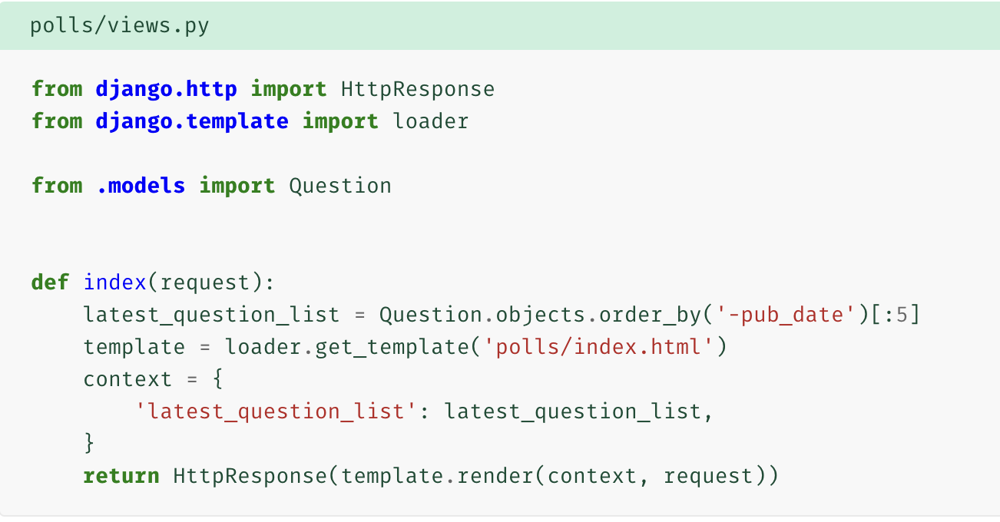 polls/views.py
from django.http import HttpResponse
from django.template import loader
from .models import Question
def index(request):
    latest_question_list = Question.objects.order_by('-pub_date')[:5]
    template = loader.get_template('polls/index.html')
    context = {
        'latest_question_list': latest_question_list,
    }
    return HttpResponse(template.render(context, request))